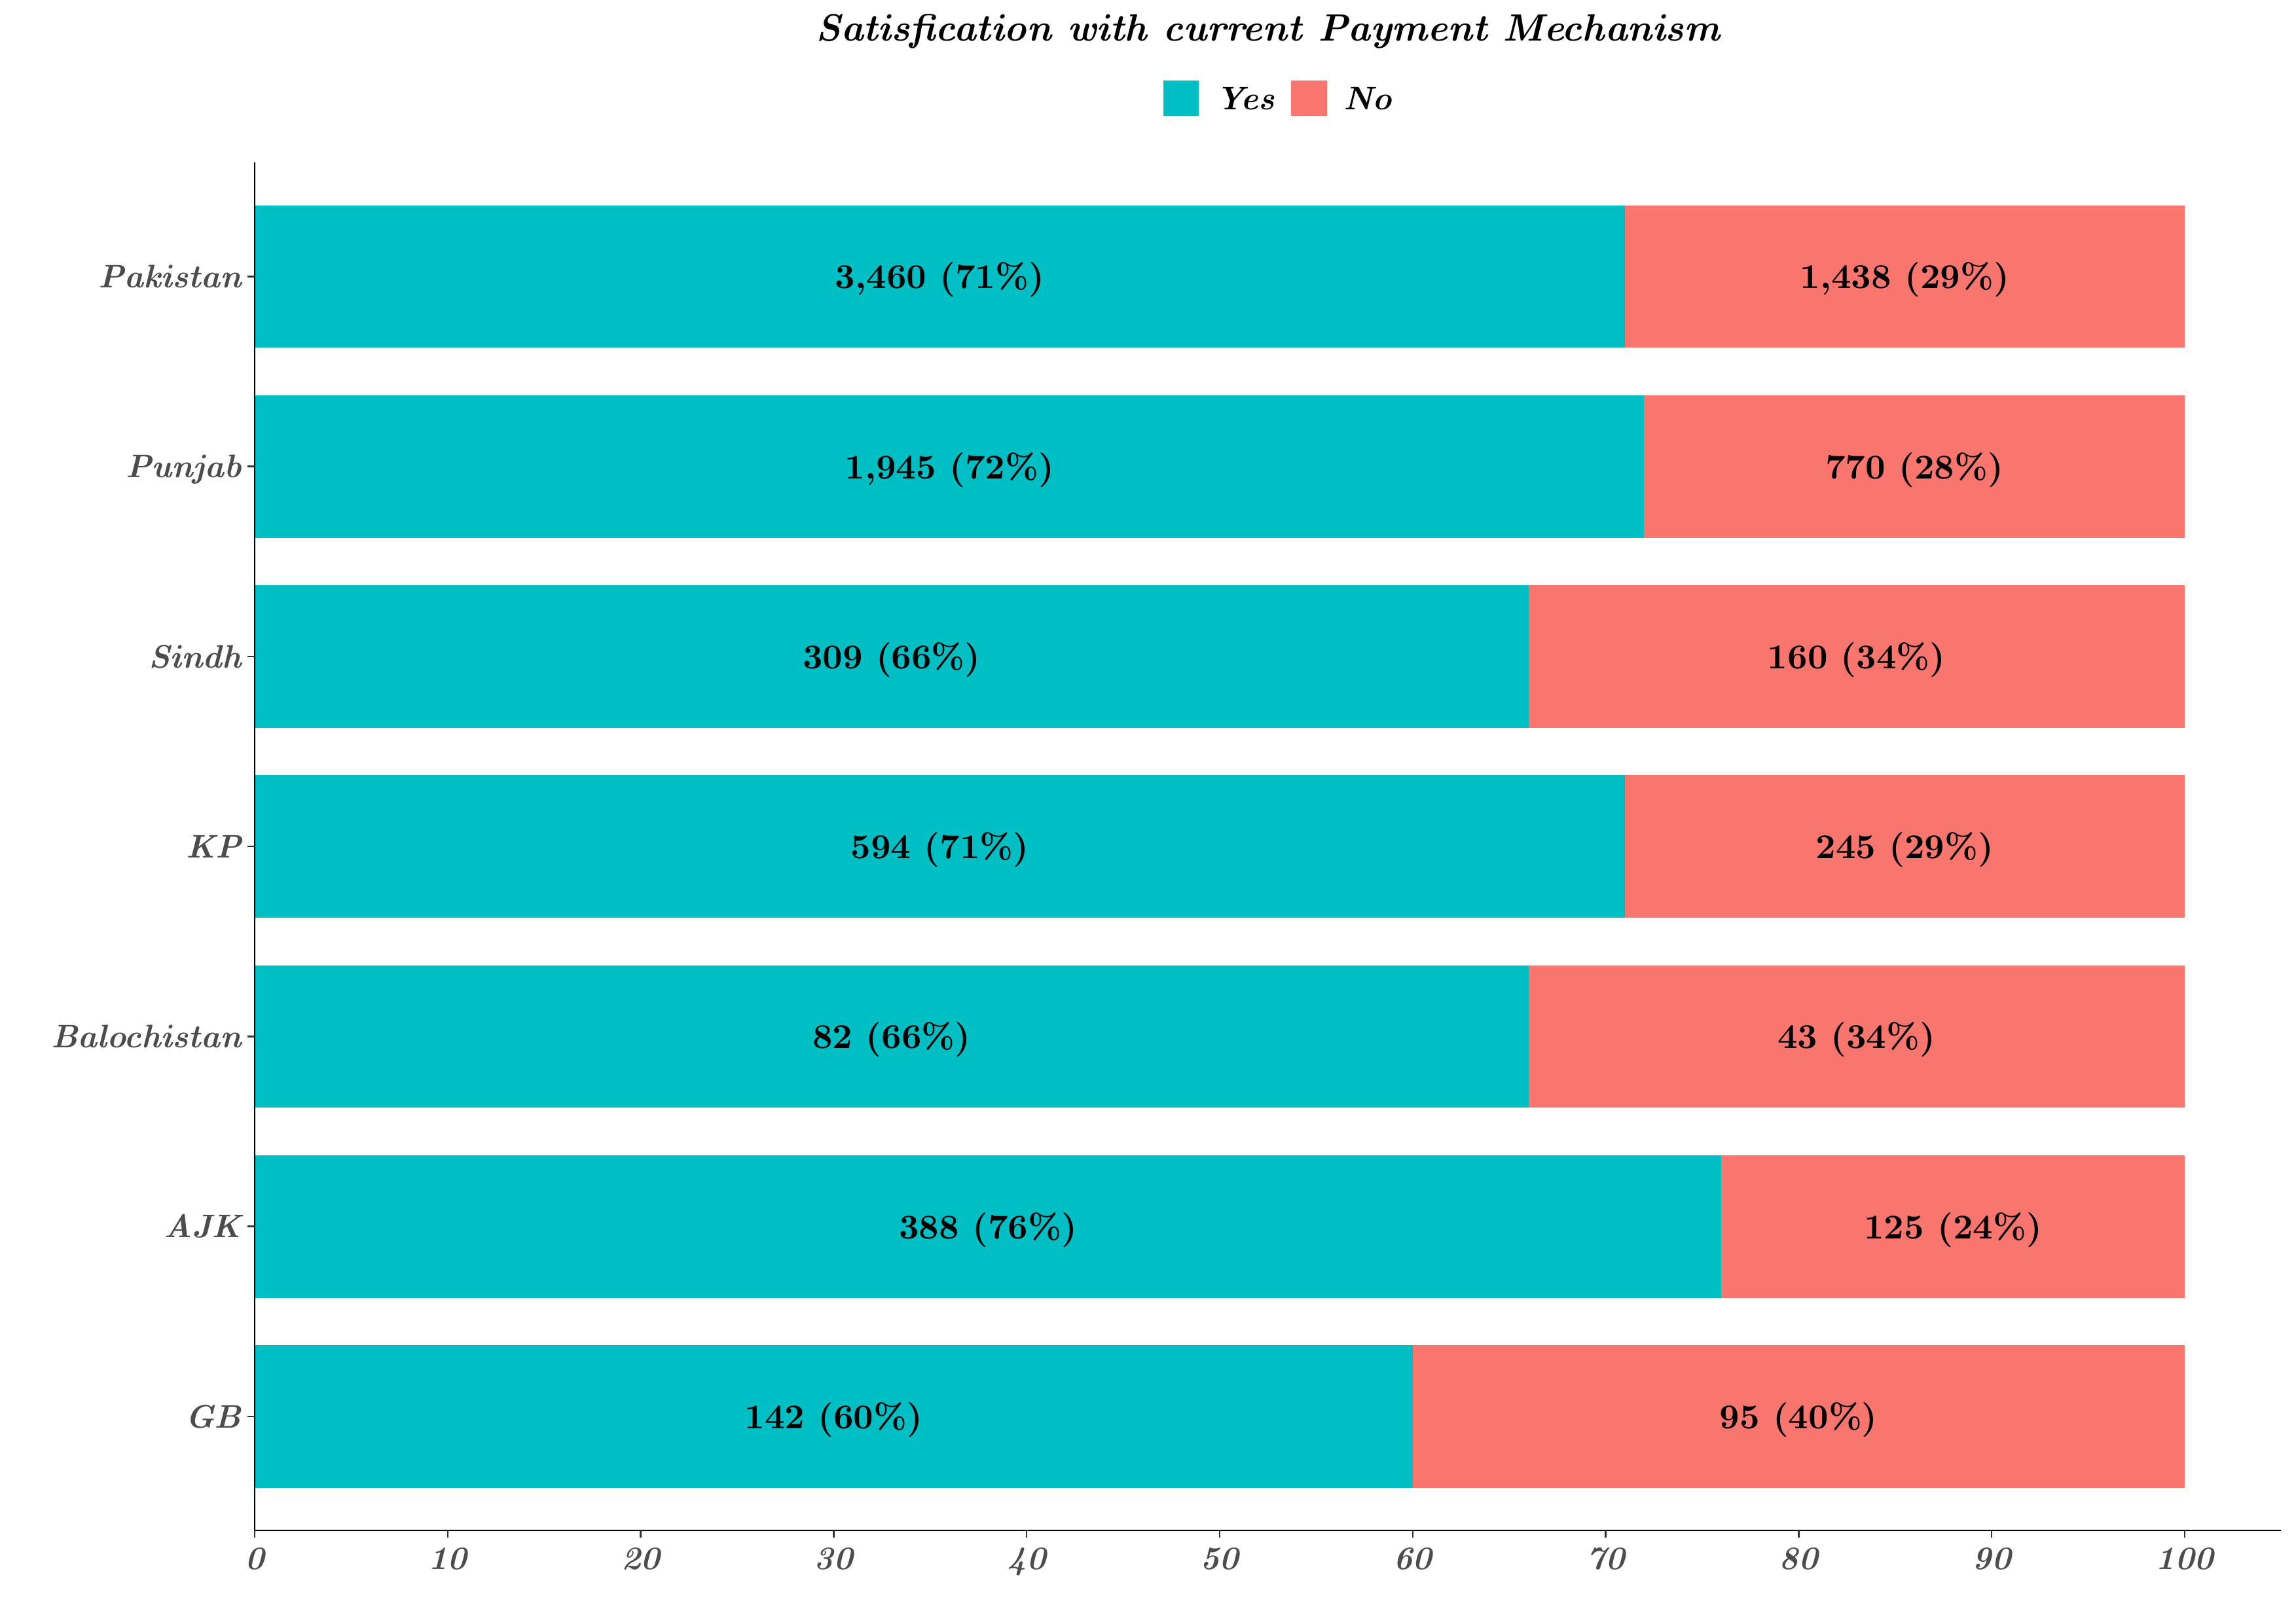 Satisfication with current Payment Mechanism
Yes No
Pakistan 3,460 (71%) 1,438 (29%)
Punjab 1,945 (72%) 770 (28%)
Sindh 309 (66%) 160 (34%)
KP 594 (71%) 245 (29%)
Balochistan 82 (66%) 43 (34%)
AJK 388 (76%) 125 (24%)
GB 142 (60%) 95 (40%)
0 10 20 30 40 50 60 70 80 90 100